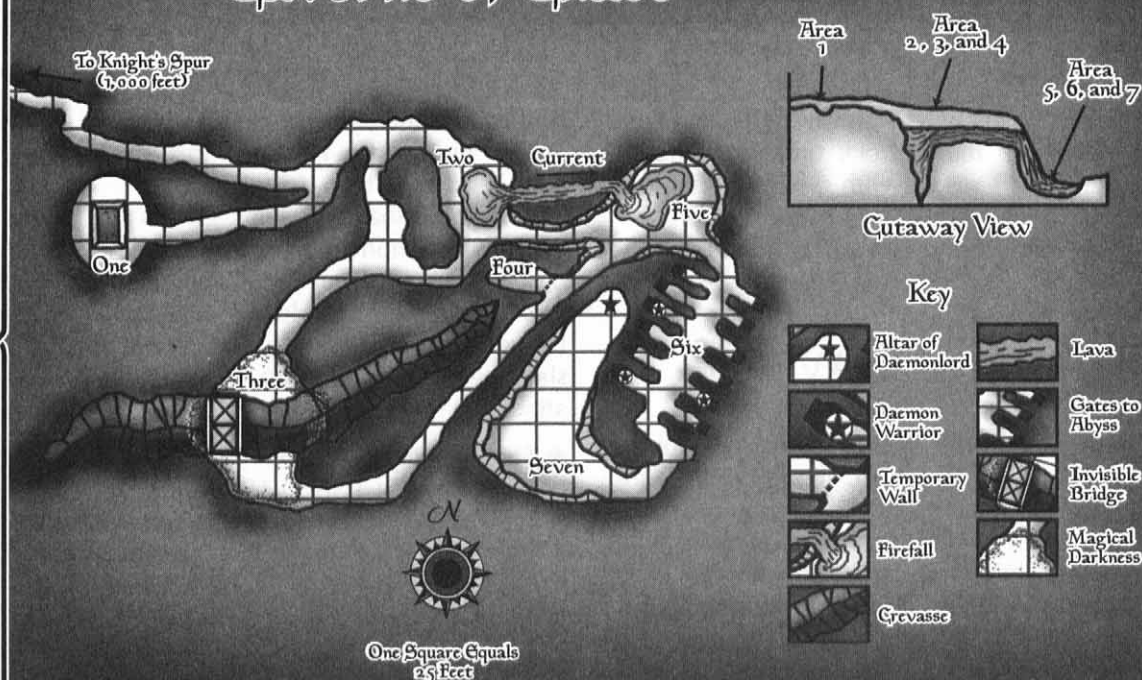 To Knight's Spur
(1,000 feet)
One
Two
Current
Five
Four
Six
Three
Seven
N
One Square Equals
25 Feet
Area
1
Area
2, 3, and 4
Area
5, 6, and 7
Cutaway View
Key
Altar of
Daemonlord
Lava
Daemon
Warrior
Gates to
Abyss
Temporary
Wall
Invisible
Bridge
Firefall
Magical
Darkness
Crevasse